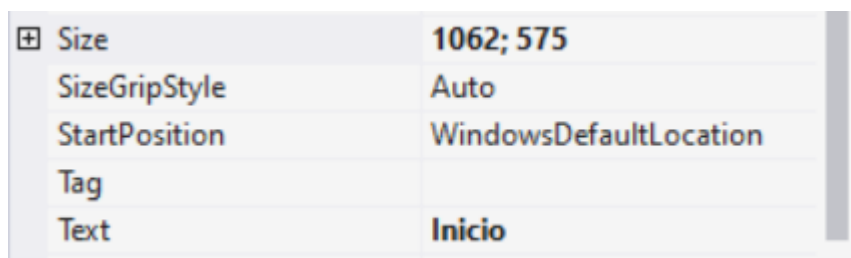 Size 1062; 575
SizeGripStyle Auto
StartPosition WindowsDefaultLocation
Tag
Text Inicio